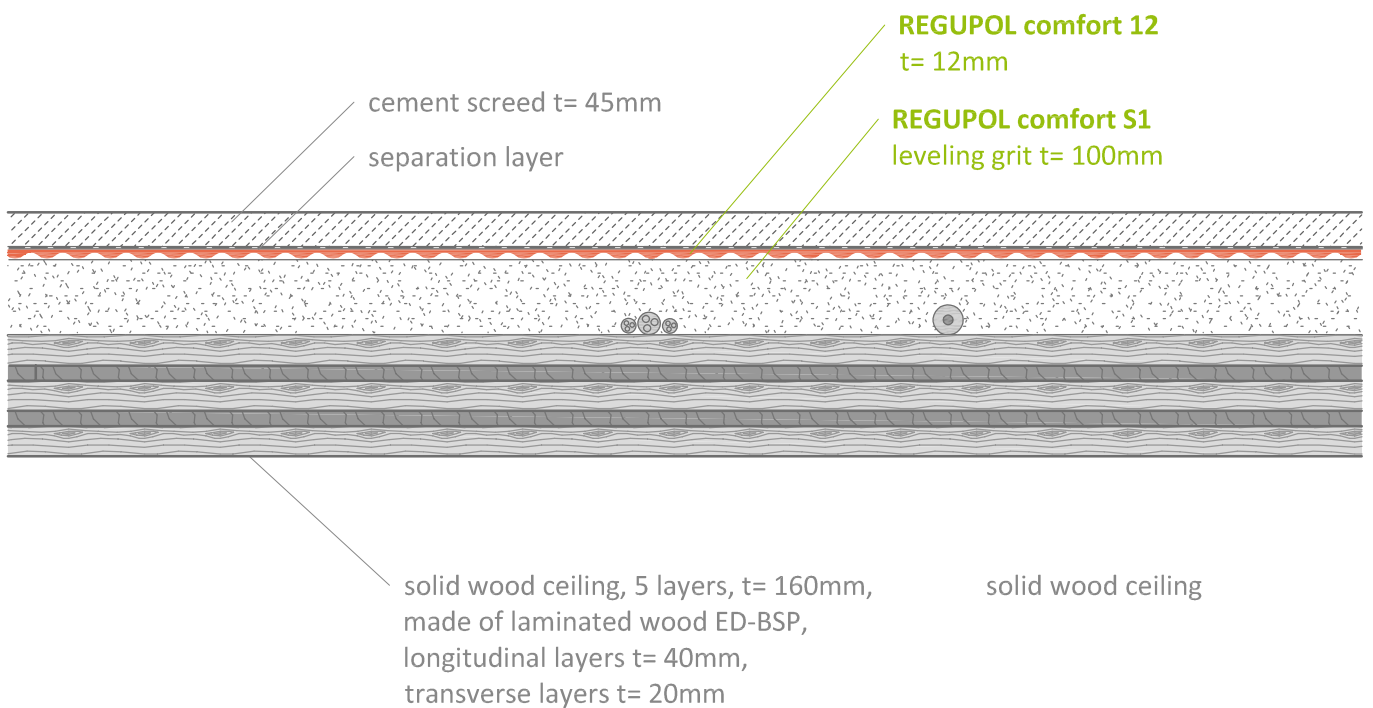 REGUPOL comfort 12
t= 12mm
cement screed t= 45mm
REGUPOL comfort S1
leveling grit t= 100mm
separation layer
solid wood ceiling, 5 layers, t= 160mm,
made of laminated wood ED-BSP,
longitudinal layers t= 40mm,
transverse layers t= 20mm
solid wood ceiling